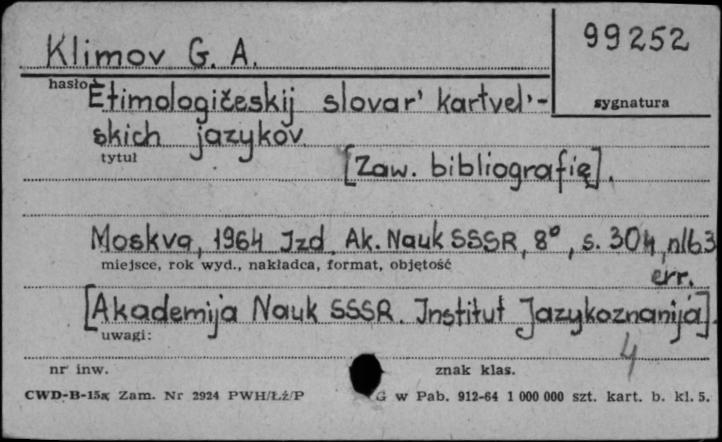 Klimov G. A.
99252
hasło
sygnatura
Ètimologičeskij slovar' kartvel'-
skich jazykov.
tytuł
[Zaw. bibliografię].
Moskva, 1964 Izd. Ak. Nauk SSSR, 8°, s. 304, nlb3
miejsce, rok wyd., nakładca, format, objętość
err.
[Akademija Nauk SSSR. Institut Jazykoznanija].
uwagi:
4
nr inw.
znak klas.
CWD-B-15a Zam. Nr 2924 PWH/Łż/P
G w Pab. 912-64 1 000 000 szt. kart. b. kl. 5.